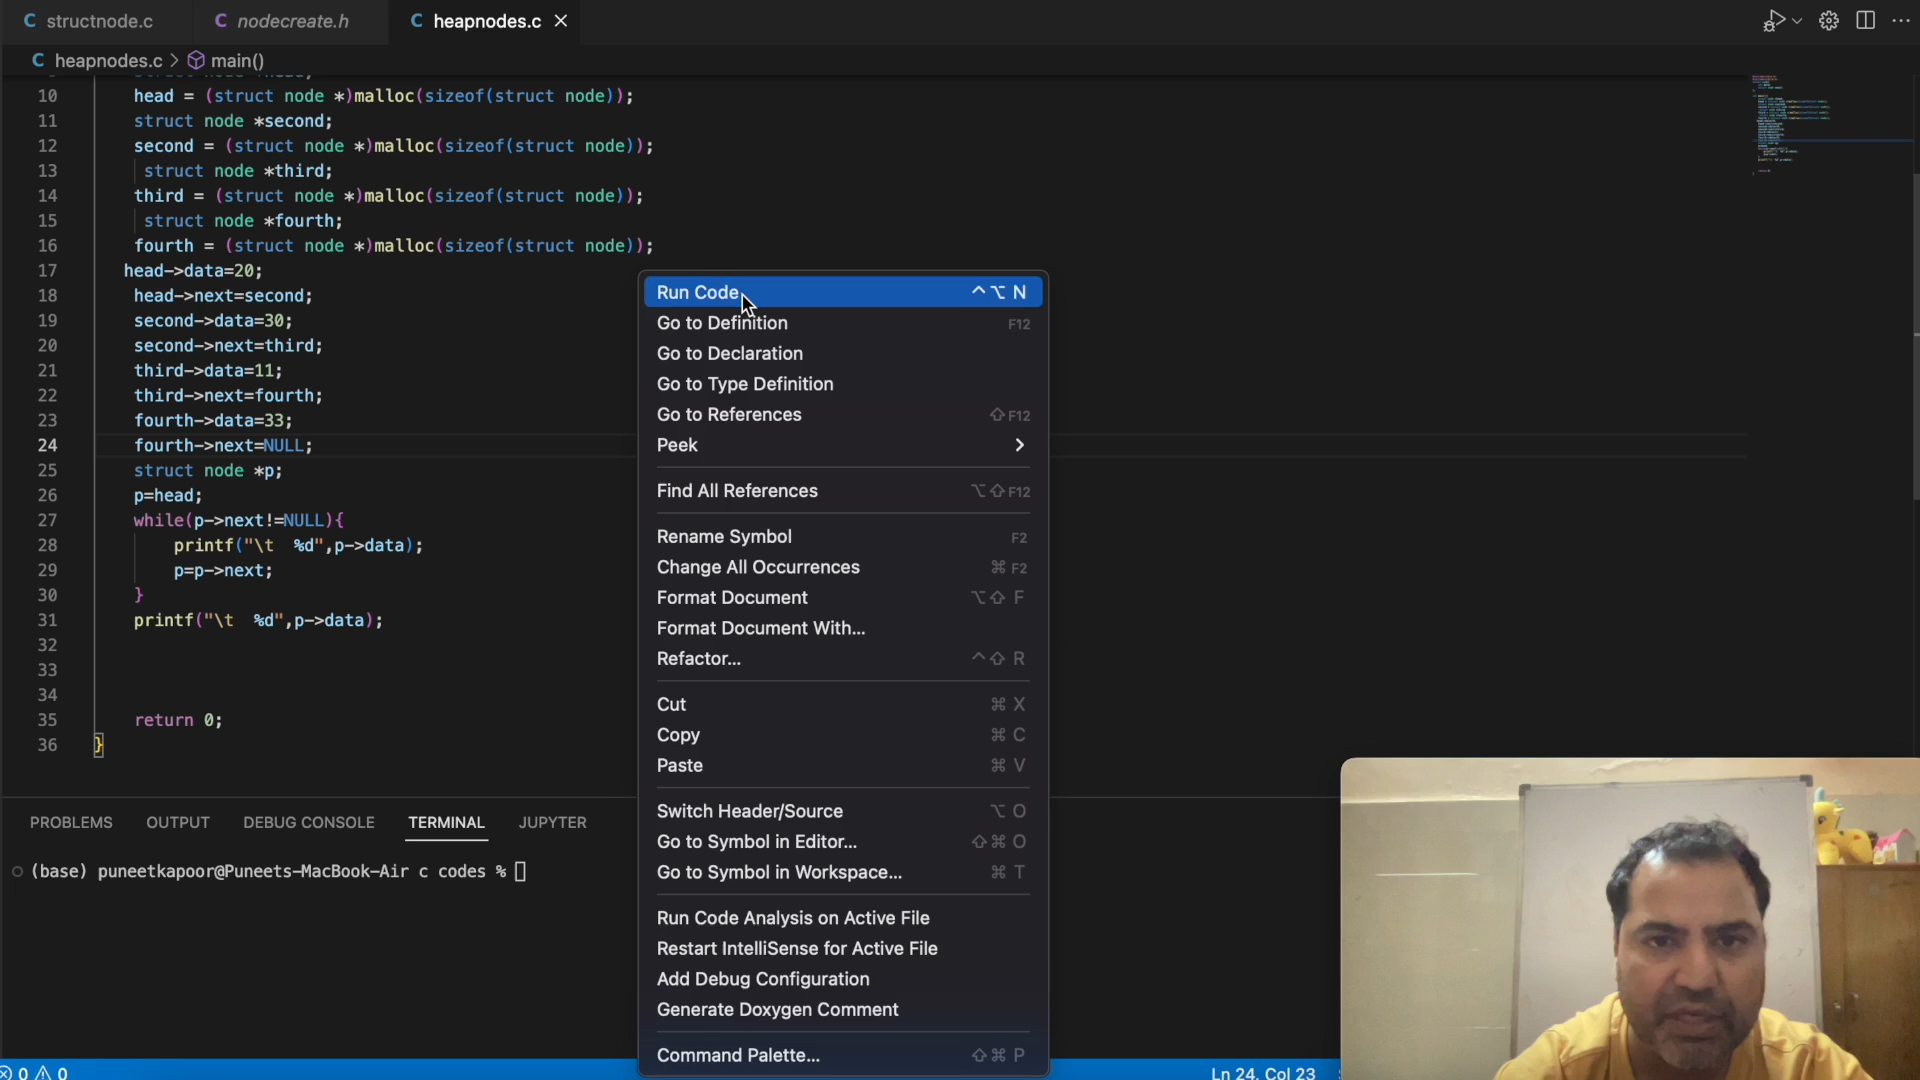 C structnode.c C nodecreate.h C heapnodes.c
C heapnodes.c > main()
10 head = (struct node *)malloc(sizeof(struct node));
11 struct node *second;
12 second = (struct node *)malloc(sizeof(struct node));
13 struct node *third;
14 third = (struct node *)malloc(sizeof(struct node));
15 struct node *fourth;
16 fourth = (struct node *)malloc(sizeof(struct node));
17 head->data=20;
18 head->next=second;
19 second->data=30;
20 second->next=third;
21 third->data=11;
22 third->next=fourth;
23 fourth->data=33;
24 fourth->next=NULL;
25 struct node *p;
26 p=head;
27 while(p->next!=NULL){
28 printf("\t  %d",p->data);
29 p=p->next;
30 }
31 printf("\t  %d",p->data);
32
33
34
35 return 0;
36 }
Run Code ^⌥ N
Go to Definition F12
Go to Declaration
Go to Type Definition
Go to References ⇧F12
Peek >
Find All References ⌥⇧F12
Rename Symbol F2
Change All Occurrences ⌘ F2
Format Document ⌥⇧ F
Format Document With...
Refactor... ^⇧ R
Cut ⌘ X
Copy ⌘ C
Paste ⌘ V
Switch Header/Source ⌥ O
Go to Symbol in Editor... ⇧⌘ O
Go to Symbol in Workspace... ⌘ T
Run Code Analysis on Active File
Restart IntelliSense for Active File
Add Debug Configuration
Generate Doxygen Comment
Command Palette... ⇧⌘ P
PROBLEMS OUTPUT DEBUG CONSOLE TERMINAL JUPYTER
(base) puneetkapoor@Puneets-MacBook-Air c codes %
0 0 Ln 24, Col 23